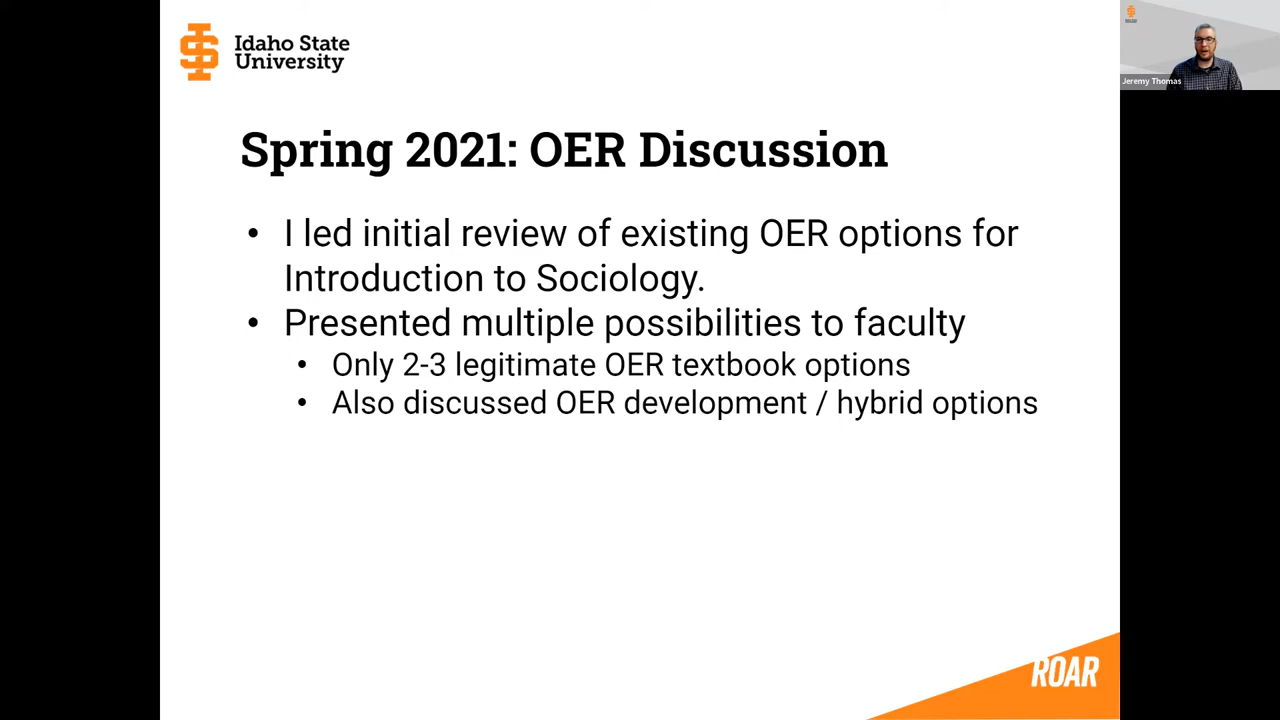 Idaho State
University
Jeremy Thomas
Spring 2021: OER Discussion
• I led initial review of existing OER options for
Introduction to Sociology.
• Presented multiple possibilities to faculty
• Only 2-3 legitimate OER textbook options
• Also discussed OER development / hybrid options
ROAR